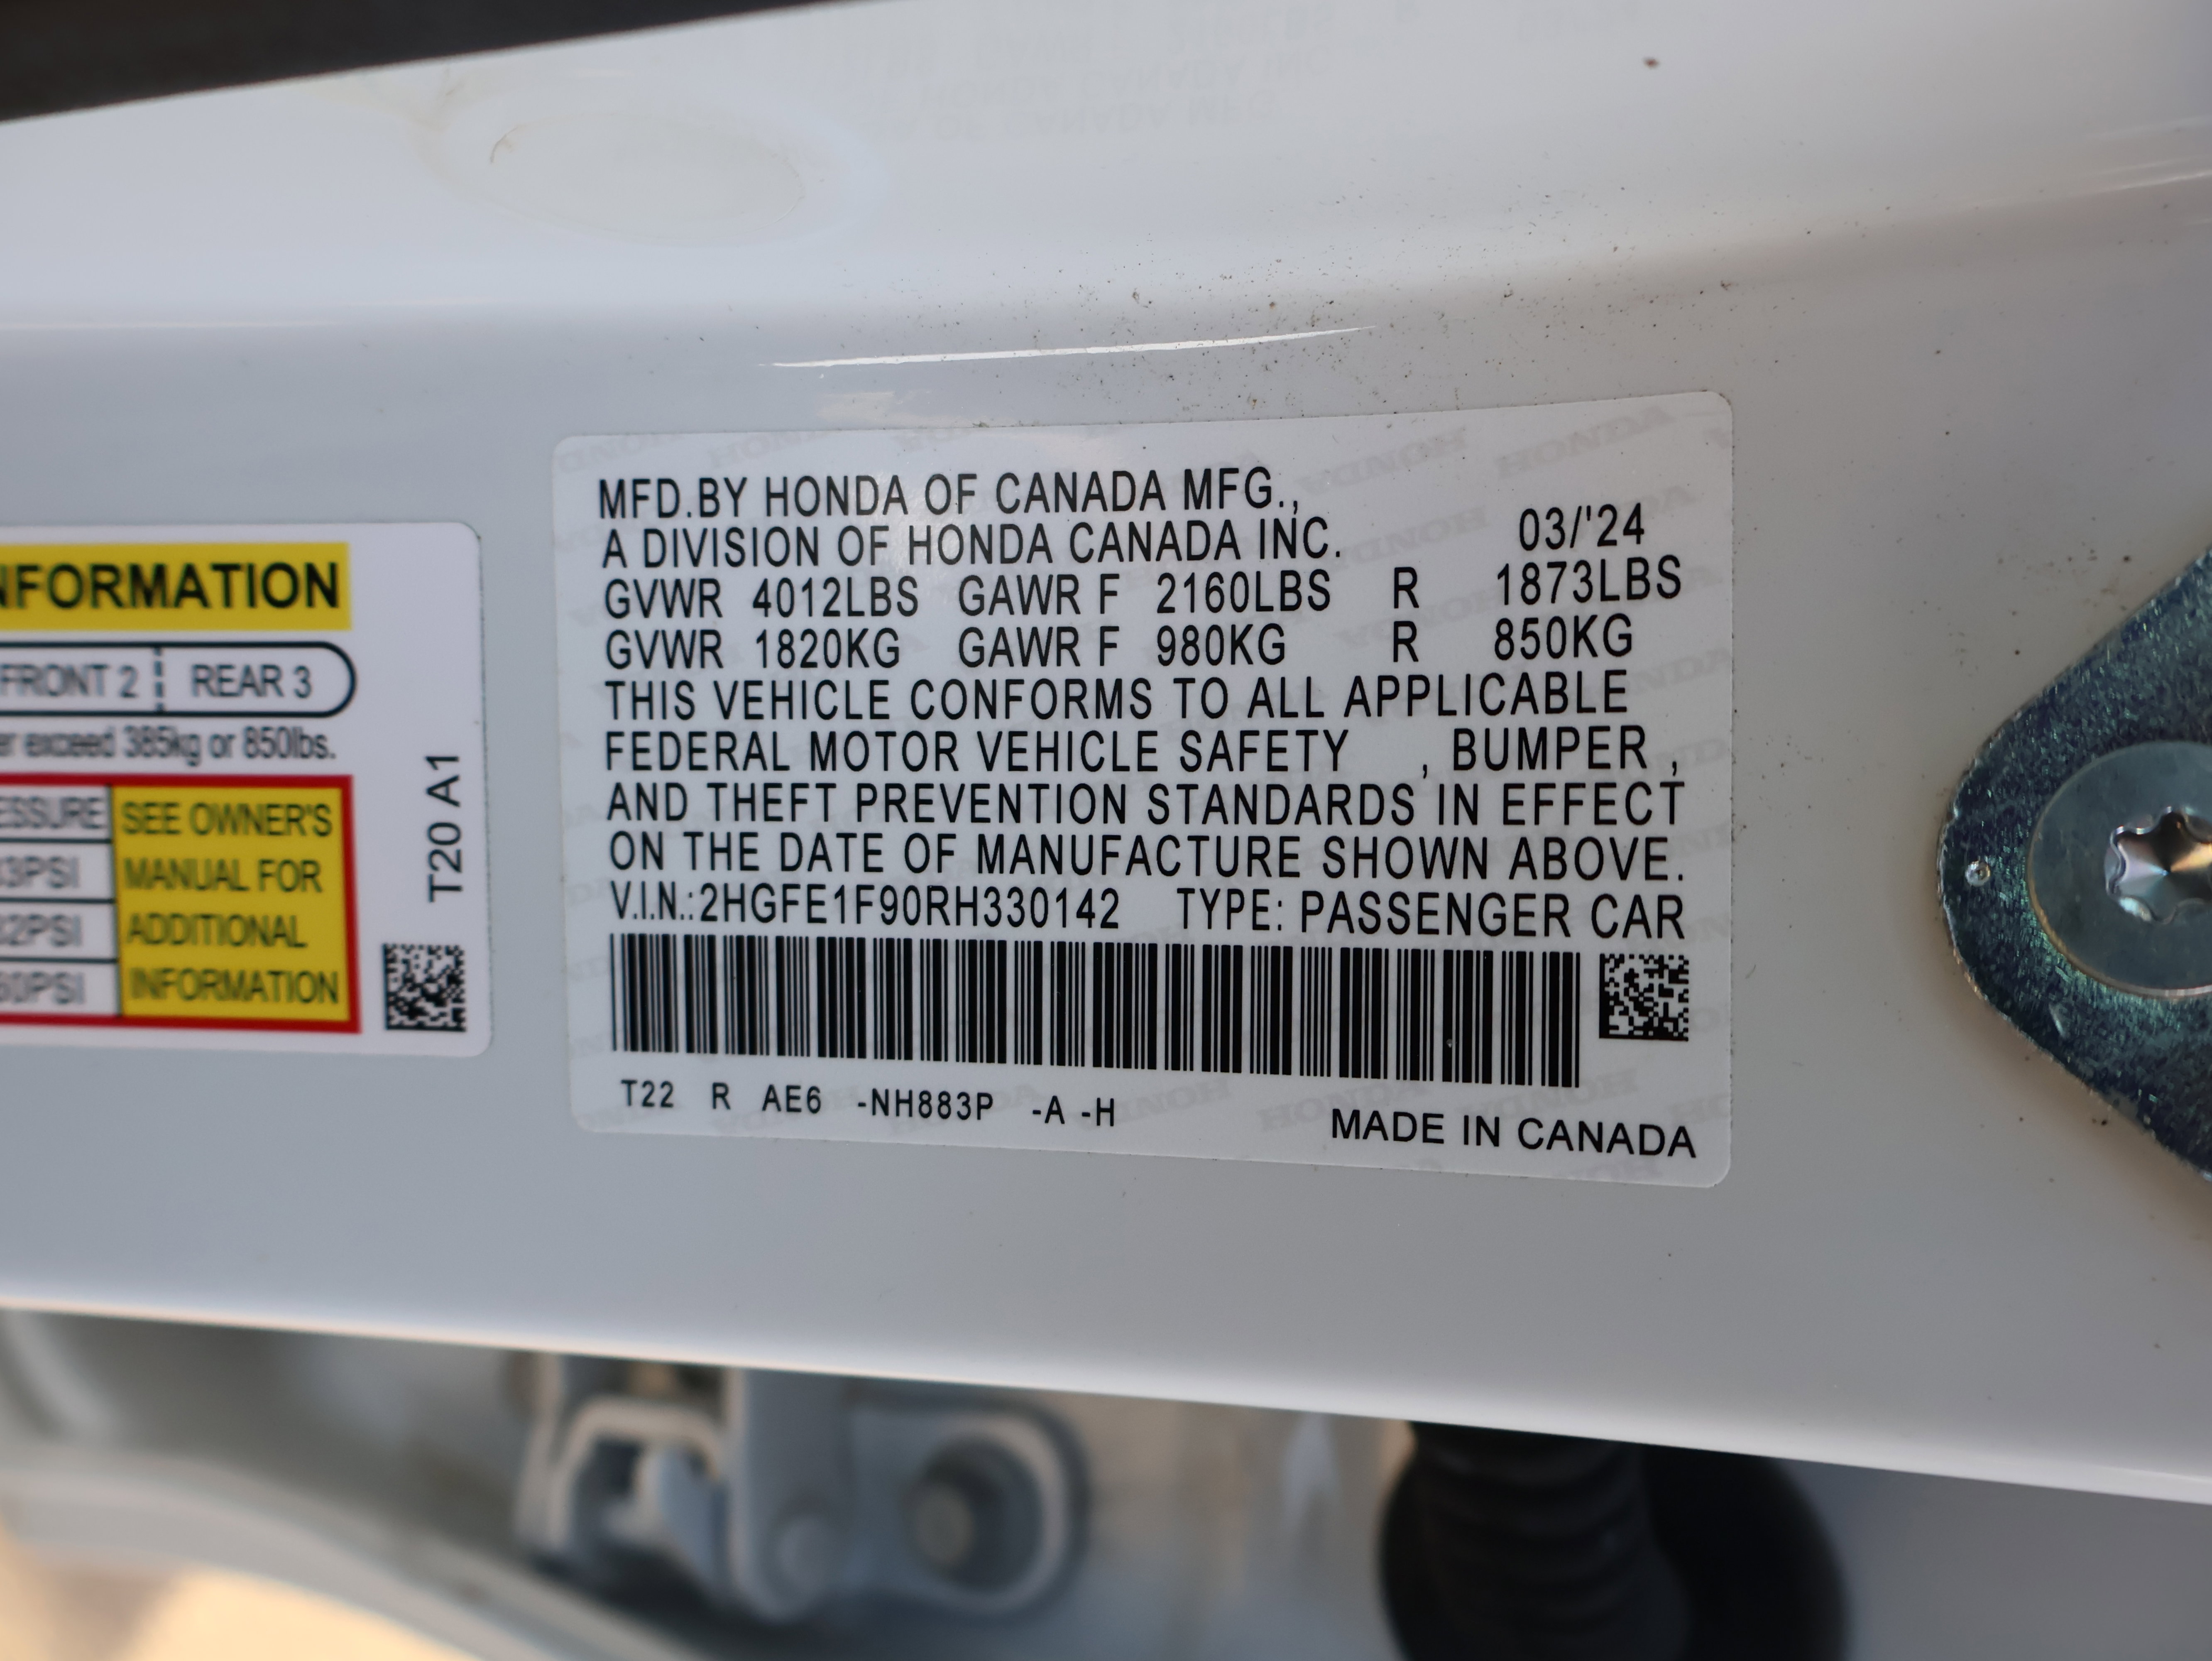 FRONT 2 REAR 3
exceed 385kg or 850lbs.
SEE OWNER'S
MANUAL FOR
ADDITIONAL
INFORMATION
T20 A1
MFD.BY HONDA OF CANADA MFG.,
A DIVISION OF HONDA CANADA INC. 03/'24
GVWR 4012LBS GAWR F 2160LBS R 1873LBS
GVWR 1820KG GAWR F 980KG R 850KG
THIS VEHICLE CONFORMS TO ALL APPLICABLE
FEDERAL MOTOR VEHICLE SAFETY , BUMPER ,
AND THEFT PREVENTION STANDARDS IN EFFECT
ON THE DATE OF MANUFACTURE SHOWN ABOVE.
V.I.N.:2HGFE1F90RH330142 TYPE: PASSENGER CAR
T22 R AE6 -NH883P -A -H
MADE IN CANADA